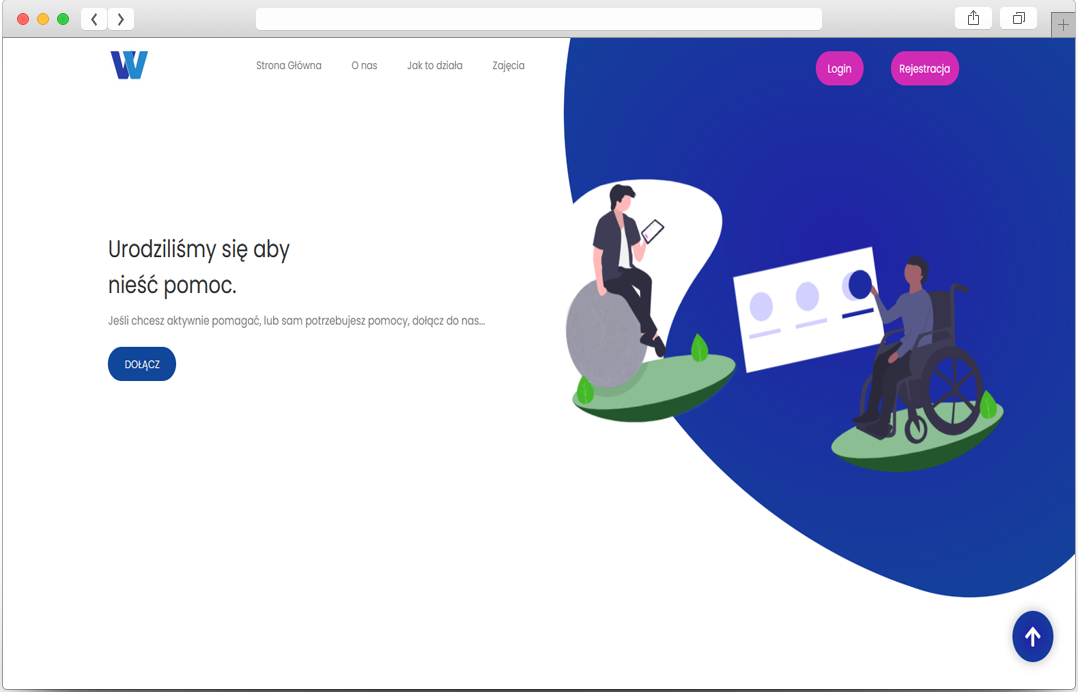 W
Strona Główna
O nas
Jak to działa
Zajęcia
Login
Rejestracja
Urodziliśmy się aby
nieść pomoc.
Jeśli chcesz aktywnie pomagać, lub sam potrzebujesz pomocy, dołącz do nas...
DOŁĄCZ